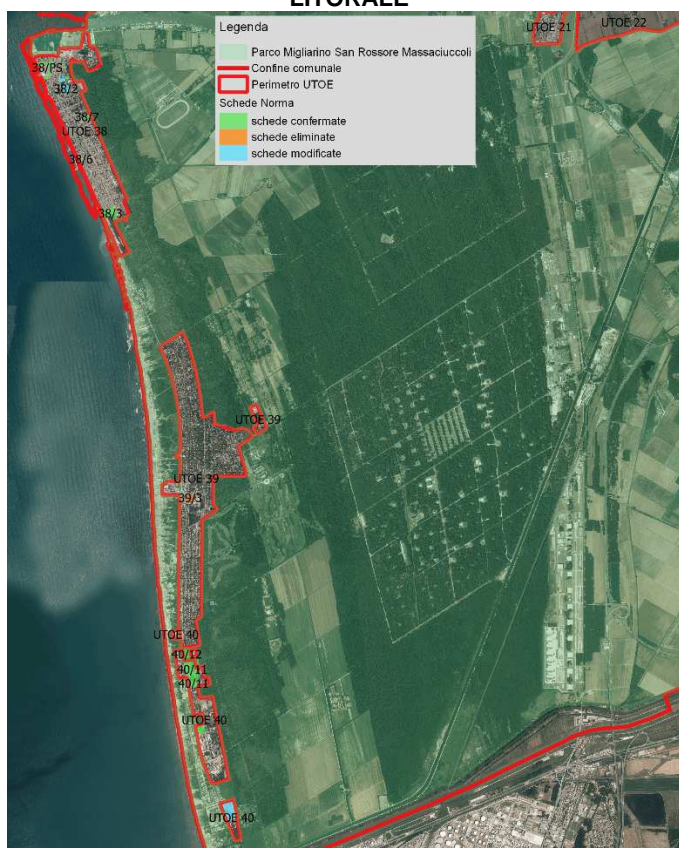 LITORALE
Legenda
Parco Migliarino San Rossore Massaciuccoli
Confine comunale
Perimetro UTOE
Schede Norma
schede confermate
schede eliminate
schede modificate
UTOE 21
UTOE 22
38/PS
38/2
38/7
UTOE 38
38/6
38/3
UTOE 39
UTOE 39
39/3
UTOE 40
40/12
40/11
40/11
UTOE 40
UTOE 40